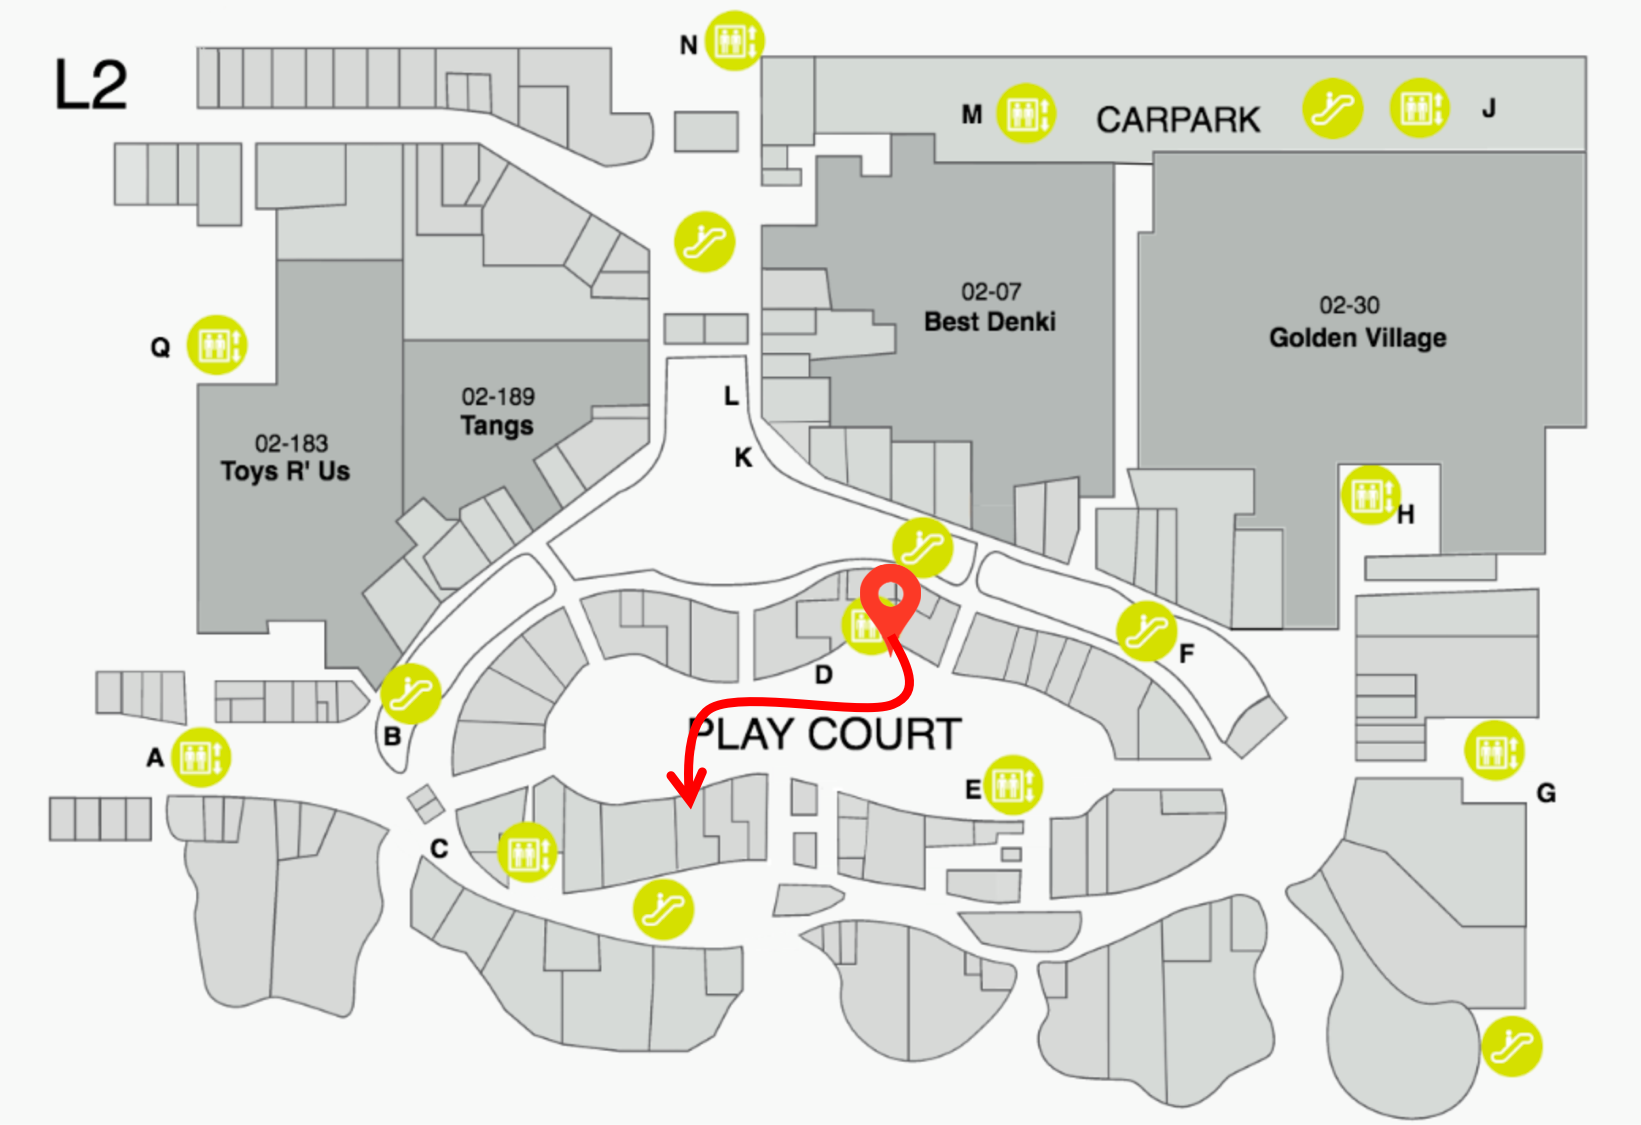 L2
N
M
CARPARK
J
02-07
Best Denki
02-30
Golden Village
Q
02-189
Tangs
L
02-183
Toys R' Us
K
H
F
D
B
PLAY COURT
A
E
G
C